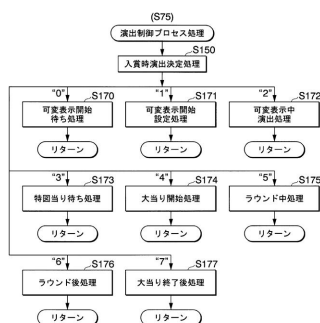 (S75)
演出制御プロセス処理
S150
入賞時演出決定処理
"0"
S170
可変表示開始
待ち処理
リターン
"1"
S171
可変表示開始
設定処理
リターン
"2"
S172
可変表示中
演出処理
リターン
"3"
S173
特図当り待ち処理
リターン
"4"
S174
大当り開始処理
リターン
"5"
S175
ラウンド中処理
リターン
"6"
S176
ラウンド後処理
リターン
"7"
S177
大当り終了後処理
リターン